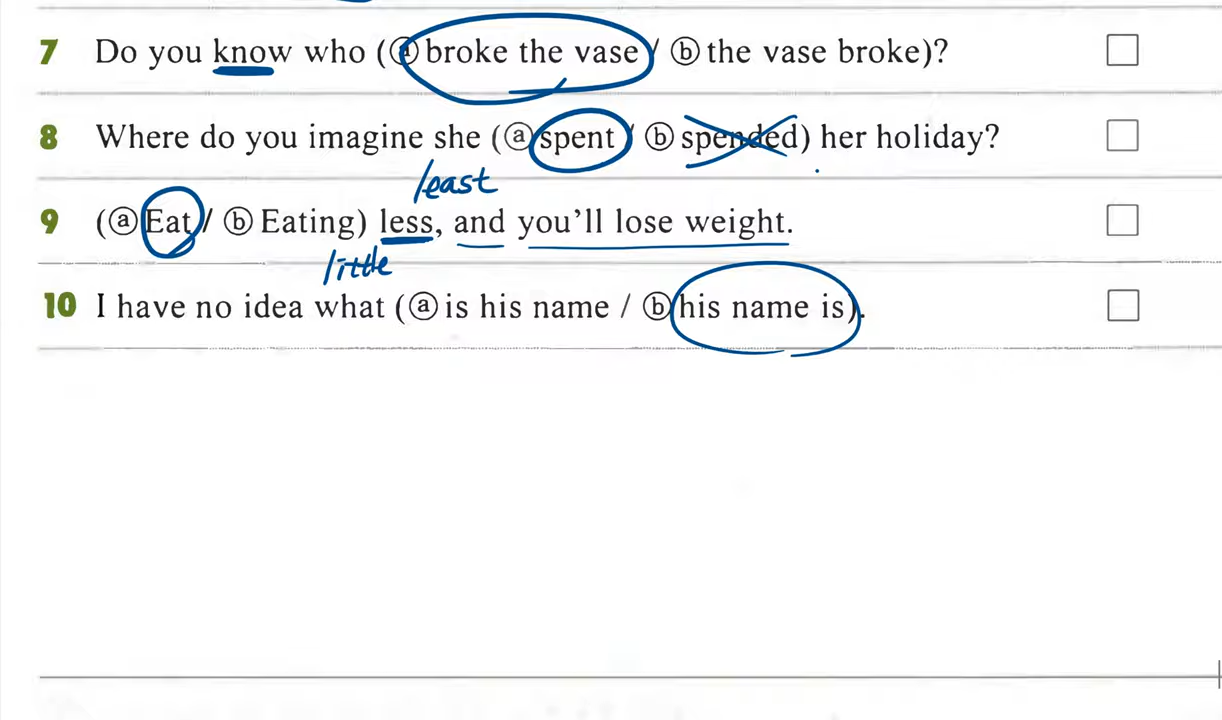 7 Do you know who (ⓐ broke the vase / ⓑ the vase broke)?
8 Where do you imagine she (ⓐ spent / ⓑ spended) her holiday?
least
9 (ⓐ Eat / ⓑ Eating) less, and you'll lose weight.
little
10 I have no idea what (ⓐ is his name / ⓑ his name is).